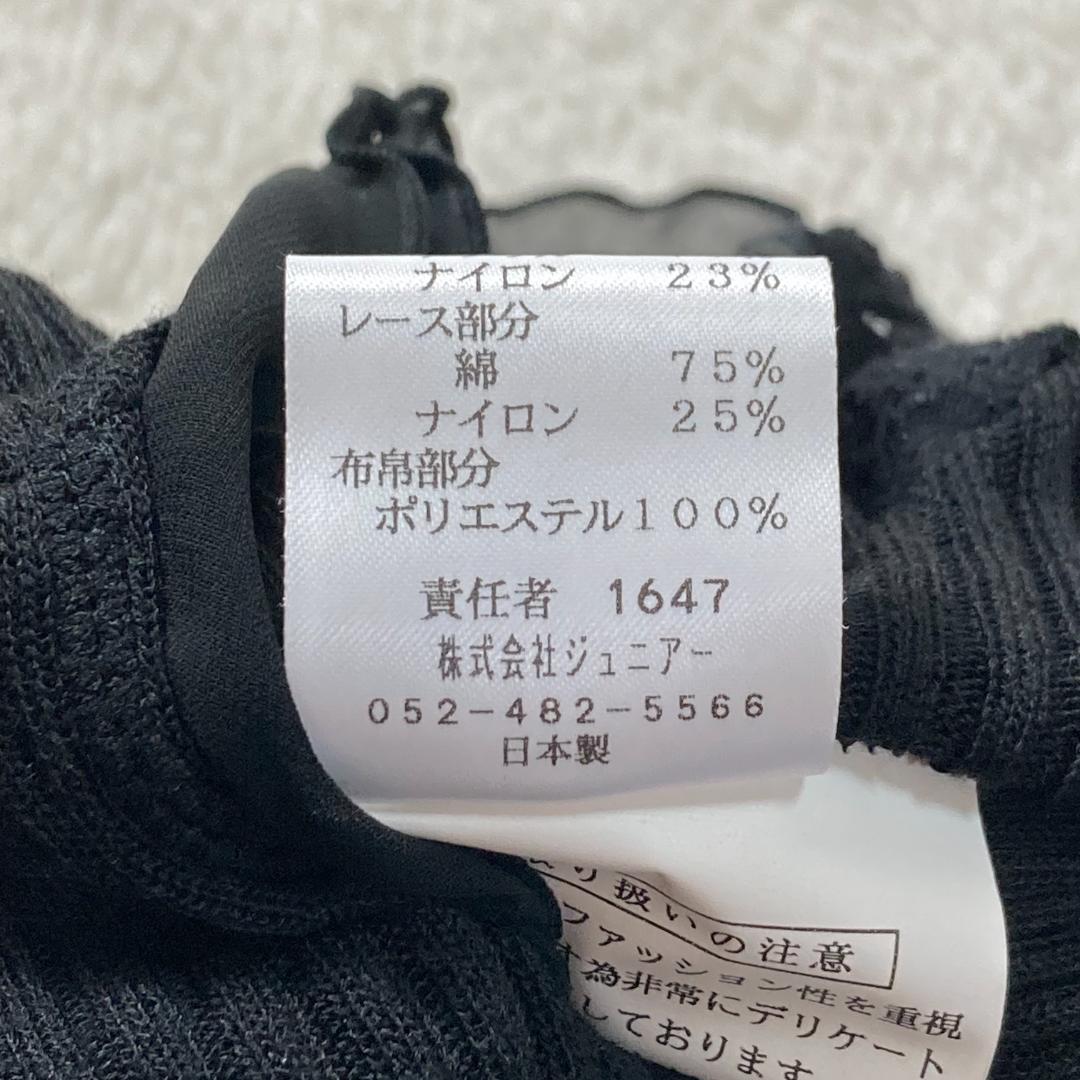 ナイロン 23%
レース部分
綿 75%
ナイロン 25%
布帛部分
ポリエステル100%
責任者 1647
株式会社ジュニアー
052-482-5566
日本製
り扱いの注意
ファッション性を重視
為非常にデリケート
しております